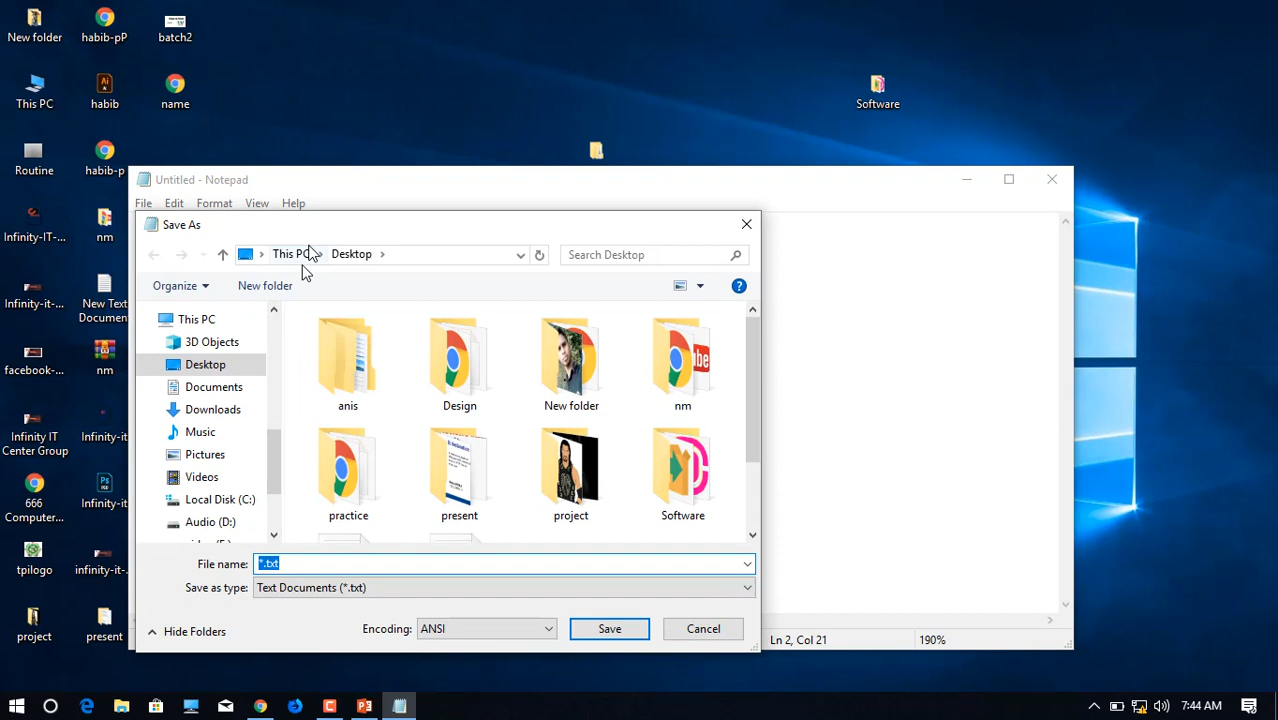 New folder
habib-pP
batch2
This PC
habib
name
Software
Routine
habib-p
Infinity-IT-...
nm
Infinity-it-...
New Text
Documen...
facebook-...
nm
Infinity IT
Center Group
Infinity-it...
666
Computer...
Infinity-it-...
tpilogo
infinity-it-...
project
present
Untitled - Notepad
File Edit Format View Help
Save As
This PC
Desktop
Search Desktop
Organize
New folder
This PC
3D Objects
Desktop
Documents
Downloads
Music
Pictures
Videos
Local Disk (C:)
Audio (D:)
anis
Design
New folder
nm
practice
present
project
Software
File name: *.txt
Save as type: Text Documents (*.txt)
Hide Folders
Encoding: ANSI
Save
Cancel
Ln 2, Col 21
190%
7:44 AM